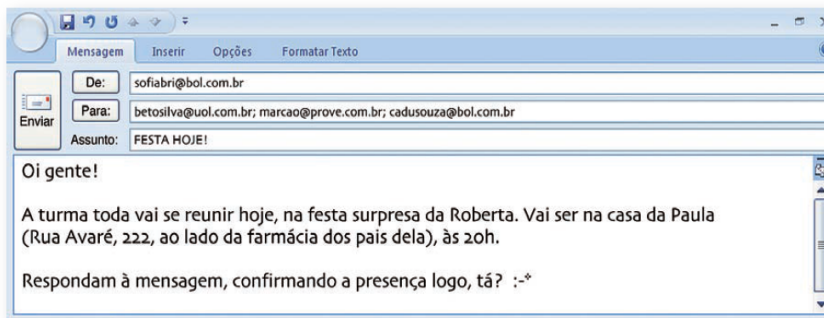 Mensagem Inserir Opções Formatar Texto
De: sofiabri@bol.com.br
Enviar
Para: betosilva@uol.com.br; marcao@prove.com.br; cadusouza@bol.com.br
Assunto: FESTA HOJE!
Oi gente!
A turma toda vai se reunir hoje, na festa surpresa da Roberta. Vai ser na casa da Paula
(Rua Avaré, 222, ao lado da farmácia dos pais dela), às 20h.
Respondam à mensagem, confirmando a presença logo, tá? :-*